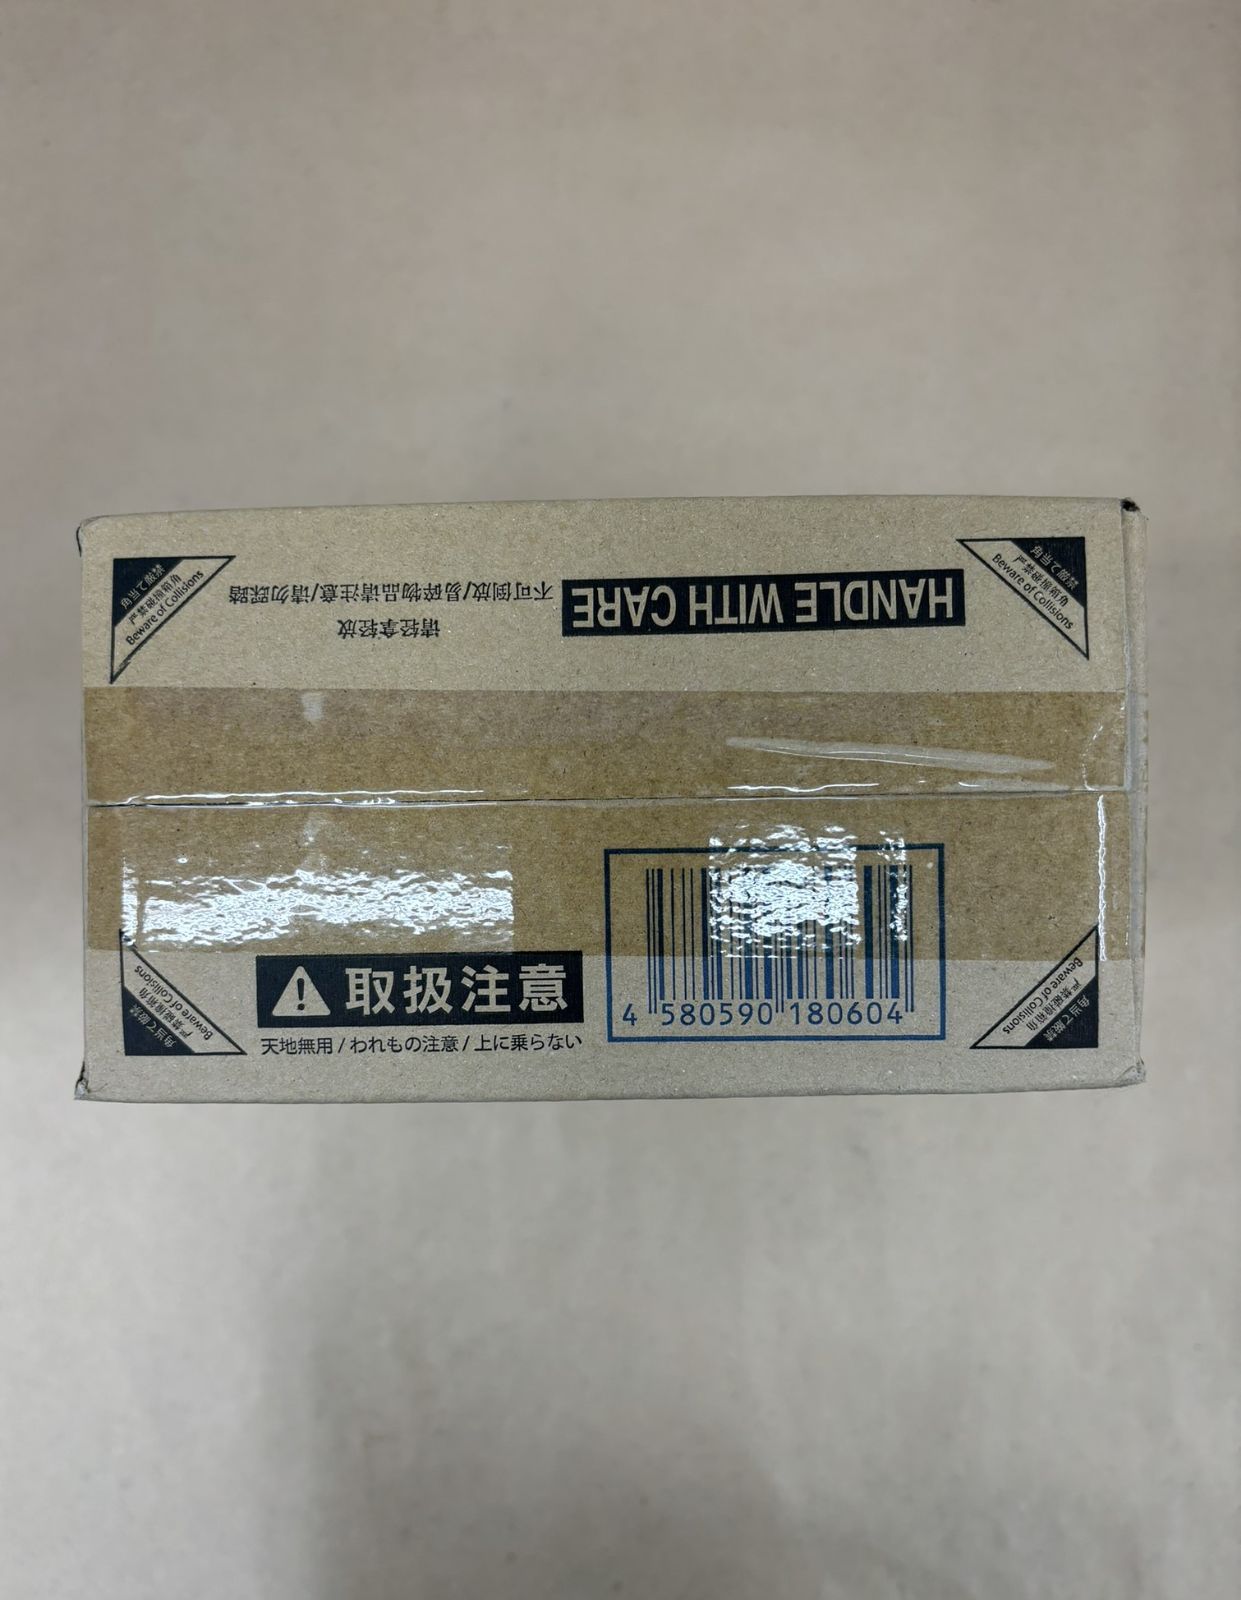 角当て厳禁
严禁碰撞箱角
Beware of Collisions
HANDLE WITH CARE
请轻拿轻放
不可倒放/易碎物品请注意/请勿踩踏
角当て厳禁
严禁碰撞箱角
Beware of Collisions
取扱注意
天地無用 / われもの注意 / 上に乗らない
4 580590 180604
角当て厳禁
严禁碰撞箱角
Beware of Collisions
角当て厳禁
严禁碰撞箱角
Beware of Collisions